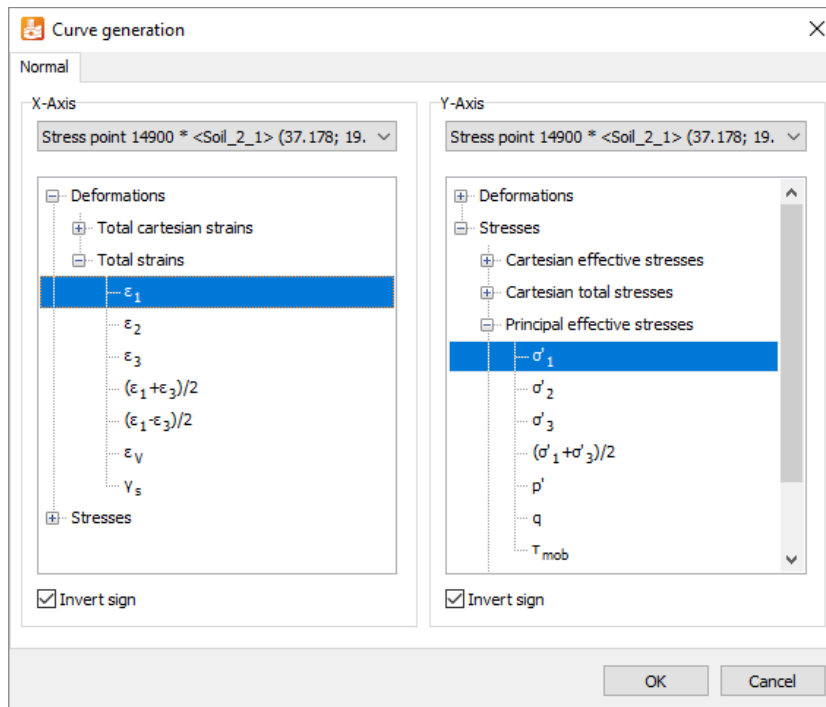 Curve generation
Normal
X-Axis
Stress point 14900 * <Soil_2_1> (37.178; 19.
Deformations
Total cartesian strains
Total strains
ε₁
ε₂
ε₃
(ε₁+ε₃)/2
(ε₁-ε₃)/2
εᵥ
γₛ
Stresses
Invert sign
Y-Axis
Stress point 14900 * <Soil_2_1> (37.178; 19.
Deformations
Stresses
Cartesian effective stresses
Cartesian total stresses
Principal effective stresses
σ'₁
σ'₂
σ'₃
(σ'₁+σ'₃)/2
p'
q
τ_mob
Invert sign
OK
Cancel